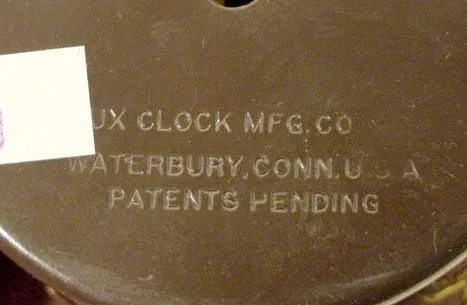 UX CLOCK MFG. CO
WATERBURY, CONN. U.S.A
PATENTS PENDING